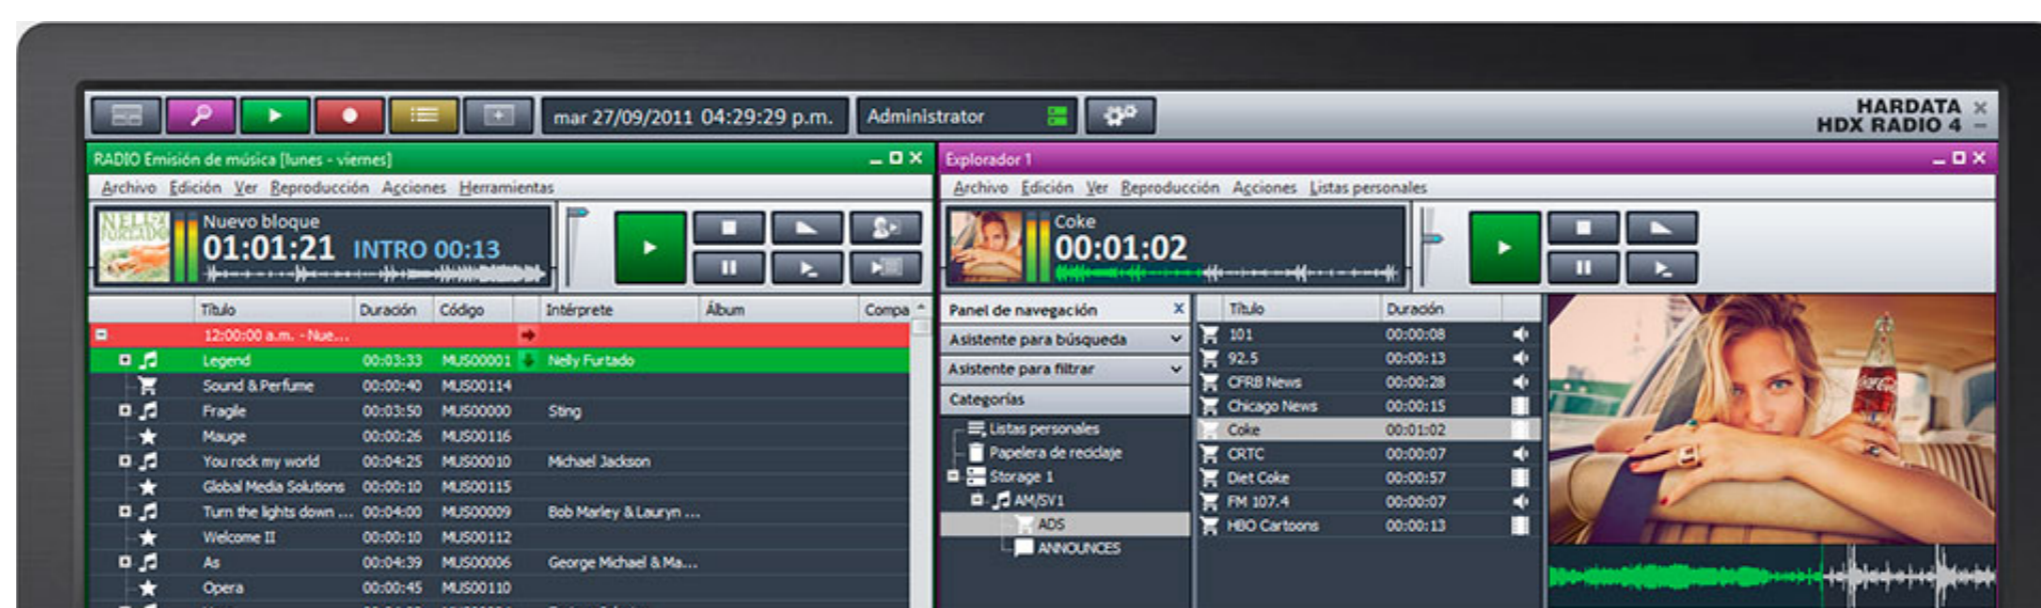 mar 27/09/2011 04:29:29 p.m.
Administrator
HARDATA
HDX RADIO 4
RADIO Emisión de música [lunes - viernes]
Archivo Edición Ver Reproducción Acciones Herramientas
NELLY
FURTADO
Nuevo bloque
01:01:21 INTRO 00:13
Título Duración Código Intérprete Álbum Compa
12:00:00 a.m. - Nue...
Legend 00:03:33 MUS00001 Nelly Furtado
Sound & Perfume 00:00:40 MUS00114
Fragile 00:03:50 MUS00000 Sting
Mauge 00:00:26 MUS00116
You rock my world 00:04:25 MUS00010 Michael Jackson
Global Media Solutions 00:00:10 MUS00115
Turn the lights down ... 00:04:00 MUS00009 Bob Marley & Lauryn ...
Welcome II 00:00:10 MUS00112
As 00:04:39 MUS00006 George Michael & Ma...
Opera 00:00:45 MUS00110
Explorador 1
Archivo Edición Ver Reproducción Acciones Listas personales
Coke
00:01:02
Panel de navegación
Asistente para búsqueda
Asistente para filtrar
Categorías
Listas personales
Papelera de reciclaje
Storage 1
AM/SV1
ADS
ANNOUNCES
Título Duración
101 00:00:08
92.5 00:00:13
CFRB News 00:00:28
Chicago News 00:00:15
Coke 00:01:02
CRTC 00:00:07
Diet Coke 00:00:57
FM 107.4 00:00:07
HBO Cartoons 00:00:13